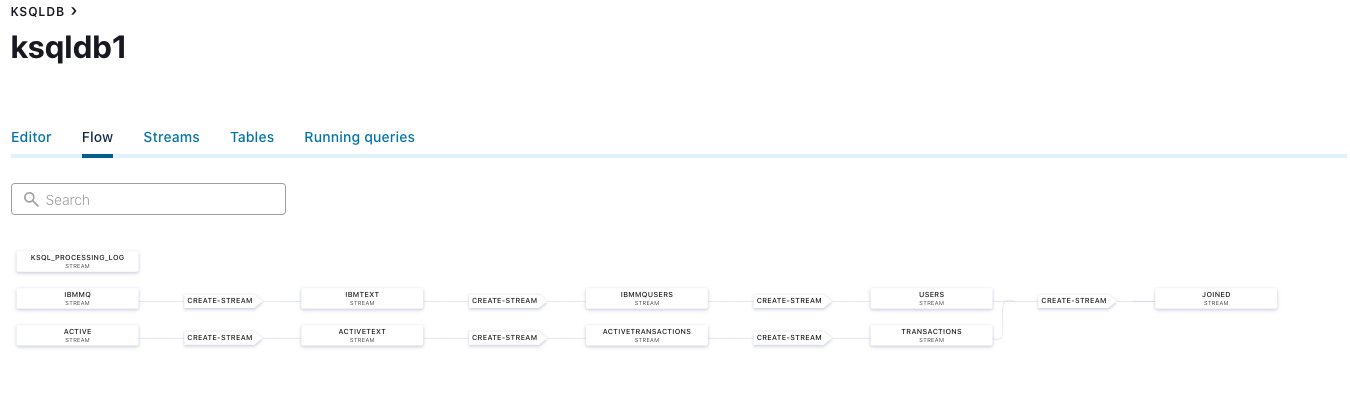 KSQLDB >
ksqldb1
Editor Flow Streams Tables Running queries
Search
KSQL_PROCESSING_LOG
STREAM
IBMMQ CREATE-STREAM IBMTEXT CREATE-STREAM IBMMQUSERS CREATE-STREAM USERS CREATE-STREAM JOINED
STREAM STREAM STREAM STREAM STREAM
ACTIVE CREATE-STREAM ACTIVETEXT CREATE-STREAM ACTIVETRANSACTIONS CREATE-STREAM TRANSACTIONS
STREAM STREAM STREAM STREAM